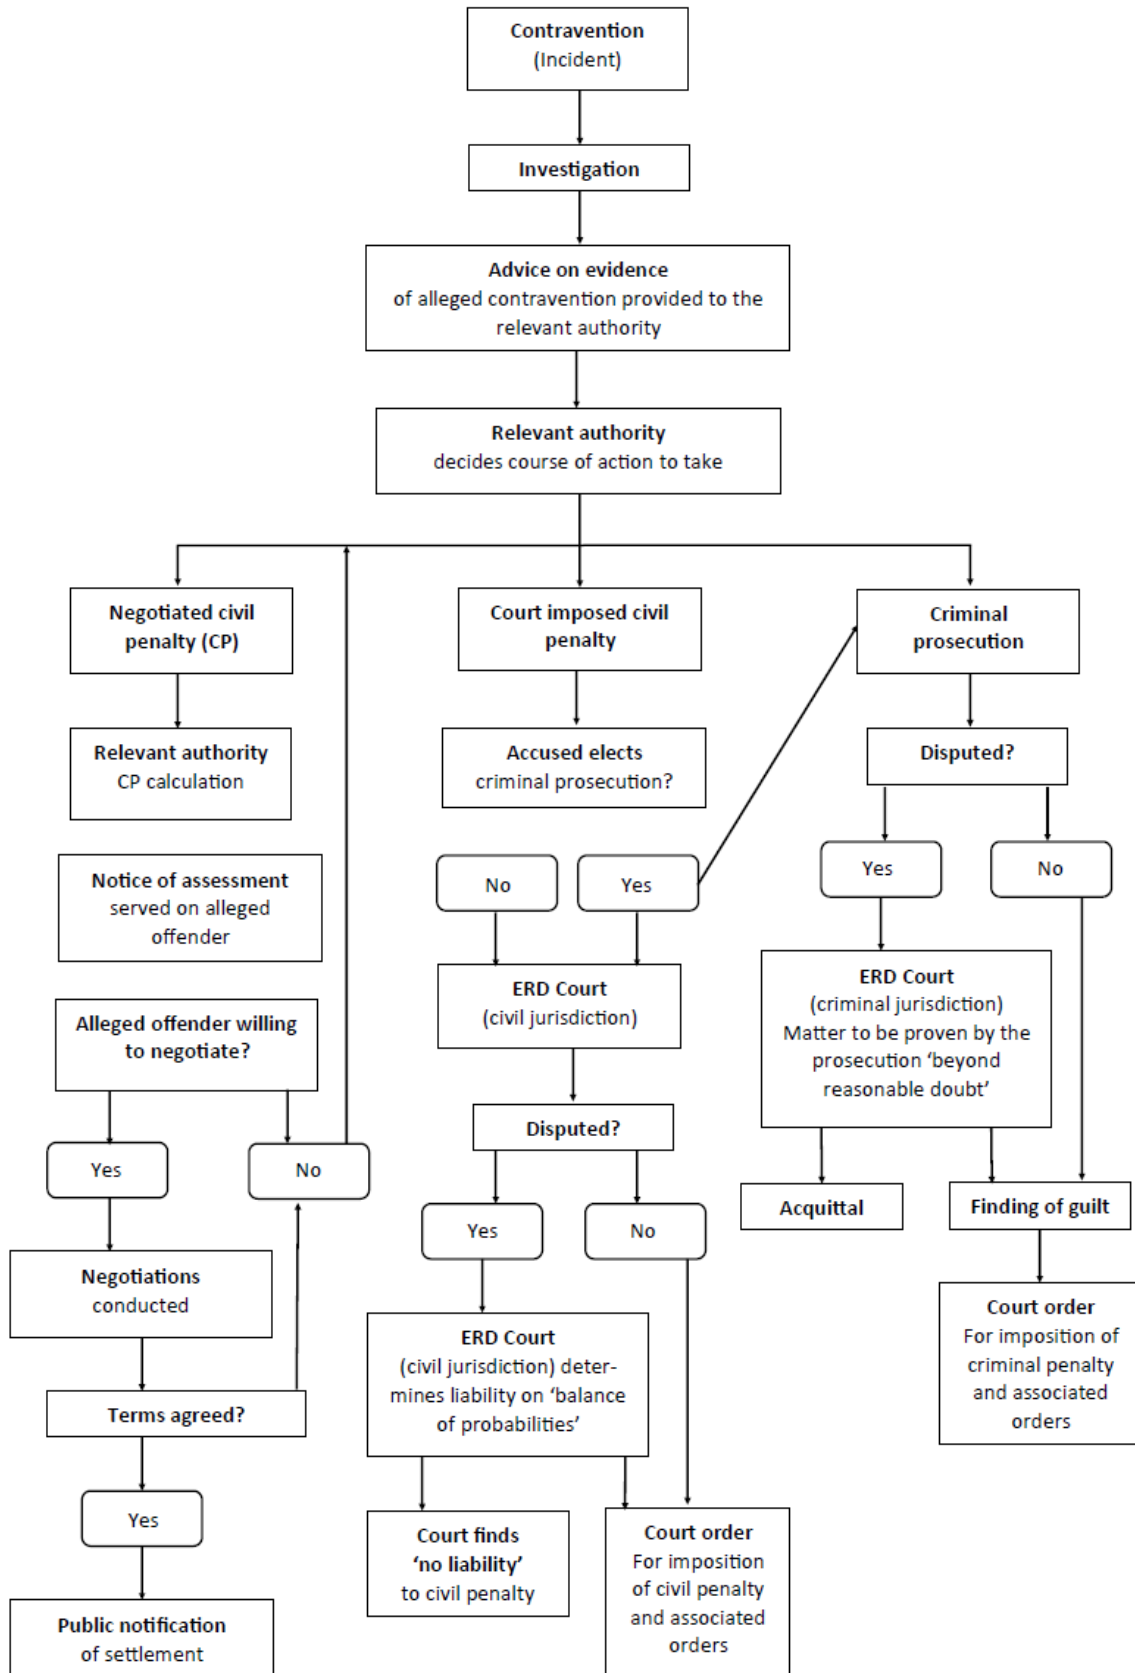 Contravention
(Incident)
Investigation
Advice on evidence
of alleged contravention provided to the
relevant authority
Relevant authority
decides course of action to take
Negotiated civil
penalty (CP)
Court imposed civil
penalty
Criminal
prosecution
Relevant authority
CP calculation
Accused elects
criminal prosecution?
Disputed?
Notice of assessment
served on alleged
offender
No
Yes
Yes
No
Alleged offender willing
to negotiate?
ERD Court
(civil jurisdiction)
ERD Court
(criminal jurisdiction)
Matter to be proven by the
prosecution ‘beyond
reasonable doubt’
Disputed?
Yes
No
Yes
No
Acquittal
Finding of guilt
Negotiations
conducted
ERD Court
(civil jurisdiction) deter-
mines liability on ‘balance
of probabilities’
Court order
For imposition of
criminal penalty
and associated
orders
Terms agreed?
Yes
Court finds
‘no liability’
to civil penalty
Court order
For imposition
of civil penalty
and associated
orders
Public notification
of settlement